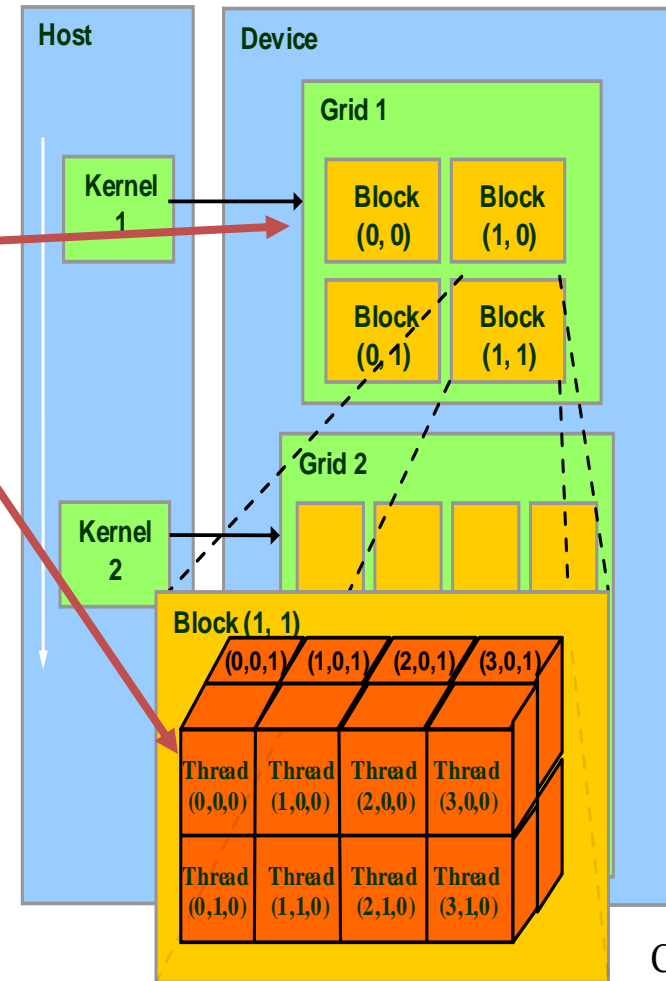 Host
Device
Grid 1
Kernel
1
Block
(0, 0)
Block
(1, 0)
Block
(0, 1)
Block
(1, 1)
Grid 2
Kernel
2
Block (1, 1)
(0,0,1) (1,0,1) (2,0,1) (3,0,1)
Thread
(0,0,0)
Thread
(1,0,0)
Thread
(2,0,0)
Thread
(3,0,0)
Thread
(0,1,0)
Thread
(1,1,0)
Thread
(2,1,0)
Thread
(3,1,0)